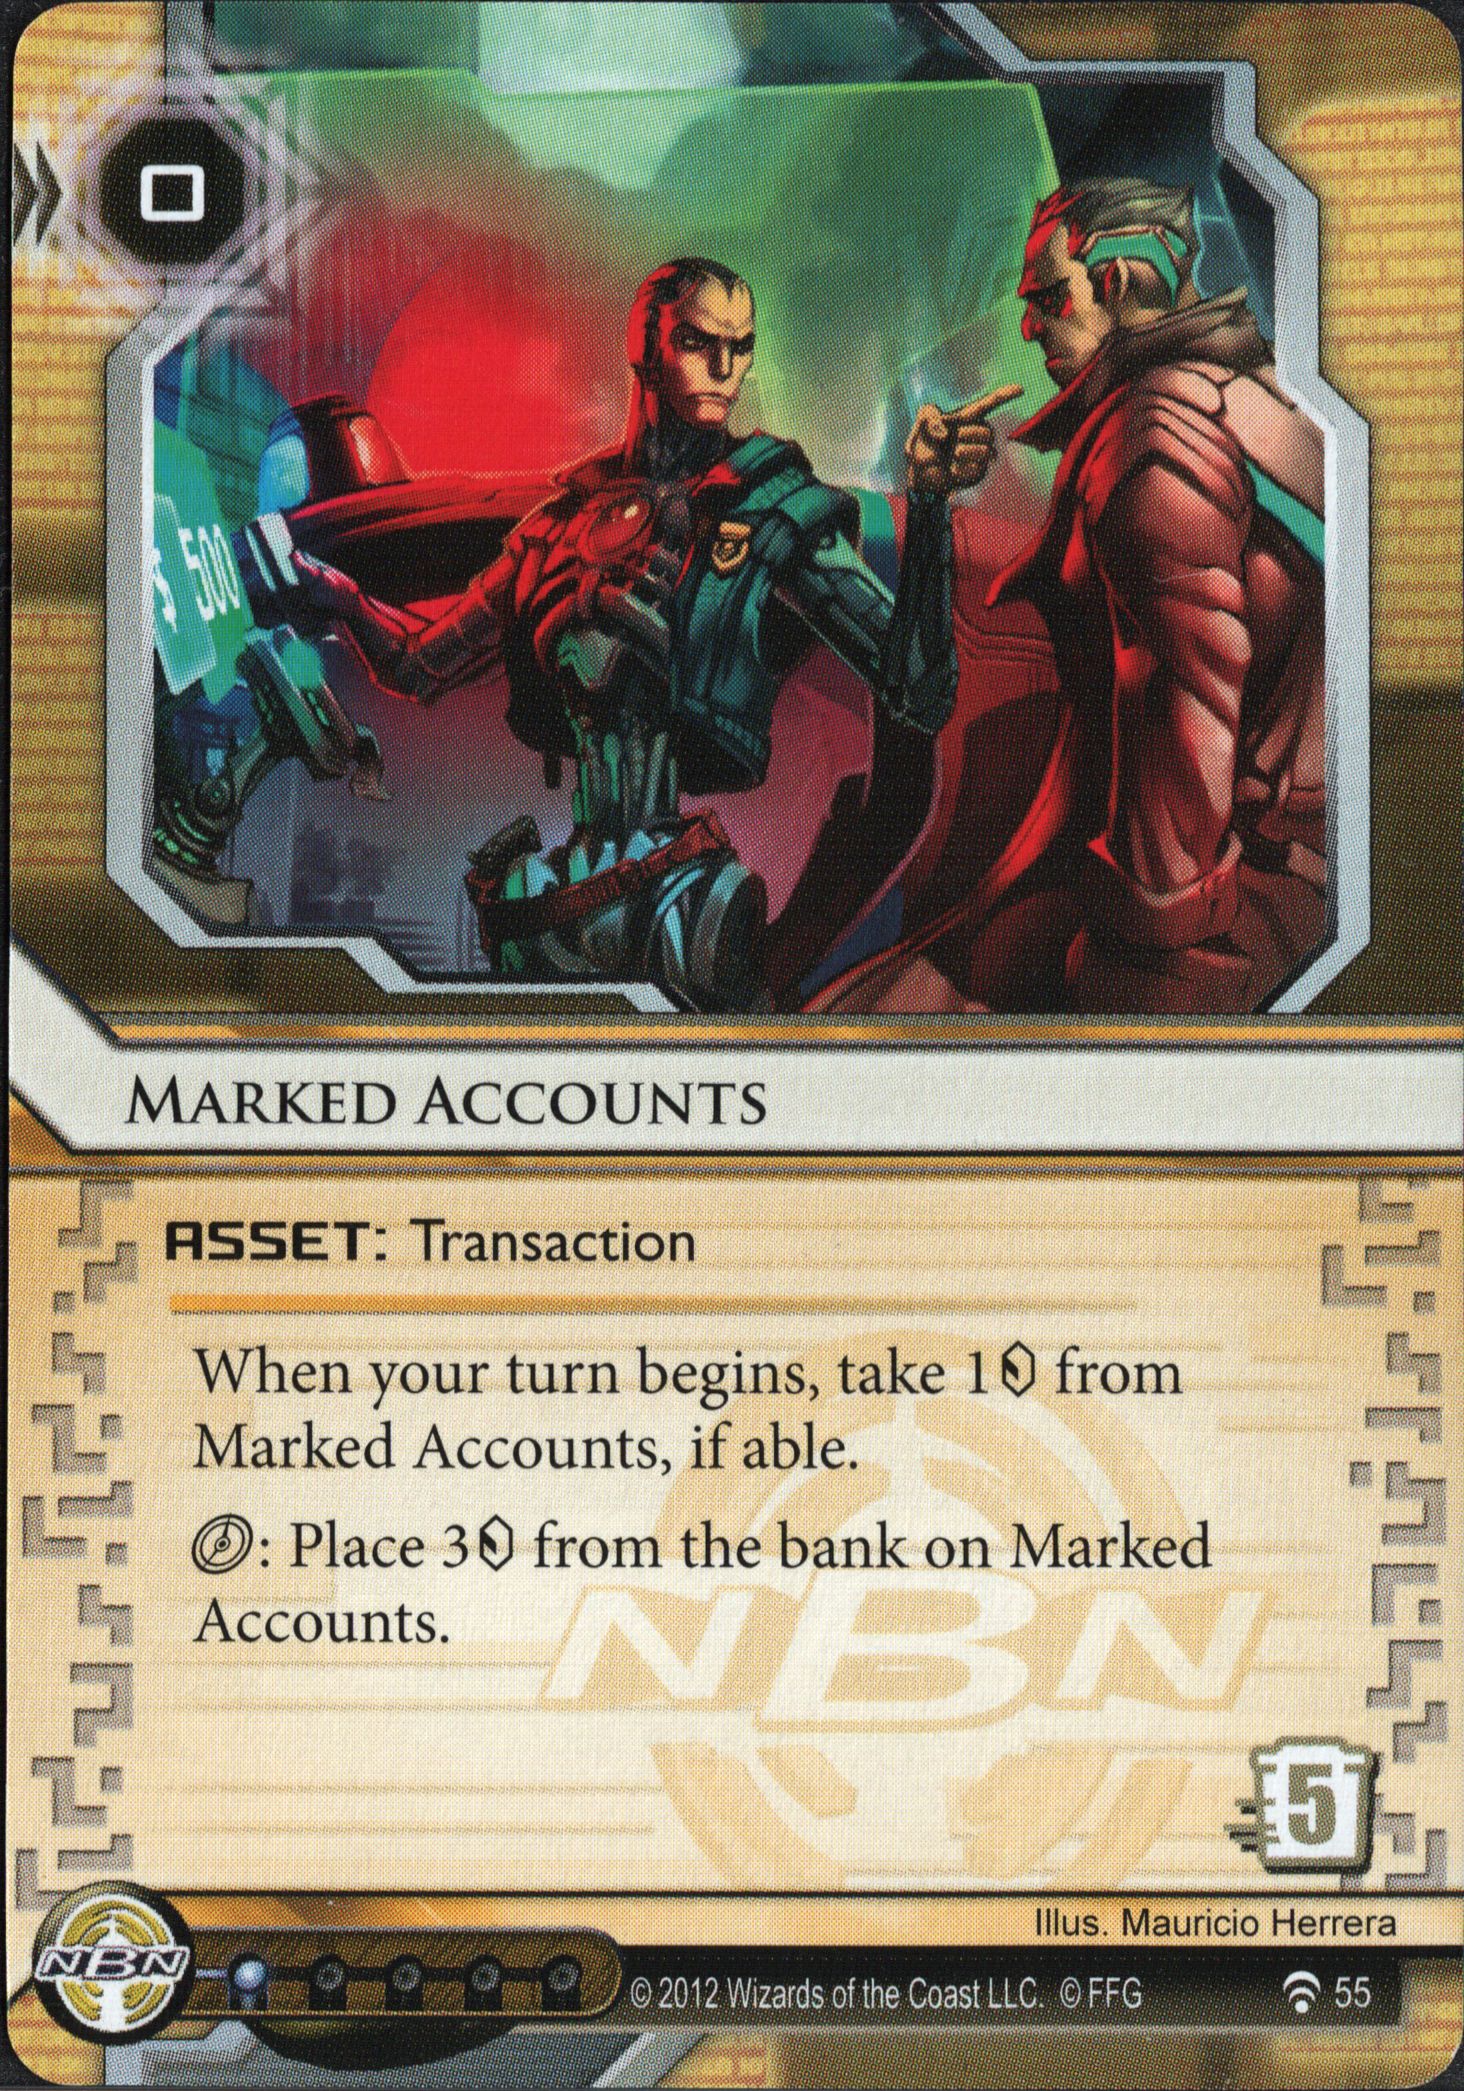 0
$ 500
Marked Accounts
ASSET: Transaction
When your turn begins, take 1 from
Marked Accounts, if able.
: Place 3 from the bank on Marked
Accounts.
NBN
5
Illus. Mauricio Herrera
NBN
© 2012 Wizards of the Coast LLC. © FFG 55